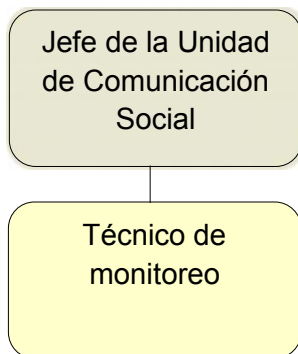 Jefe de la Unidad
de Comunicación
Social
Técnico de
monitoreo